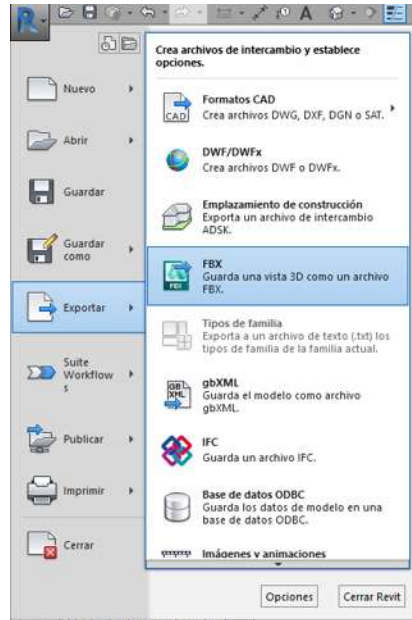 Crea archivos de intercambio y establece
opciones.
Nuevo
Abrir
Guardar
Guardar
como
Exportar
Suite
Workflow
s
Publicar
Imprimir
Cerrar
CAD
Formatos CAD
Crea archivos DWG, DXF, DGN o SAT.
DWF/DWFx
Crea archivos DWF o DWFx.
Emplazamiento de construcción
Exporta un archivo de intercambio
ADSK.
FBX
FBX
Guarda una vista 3D como un archivo
FBX.
Tipos de familia
Exporta a un archivo de texto (.txt) los
tipos de familia de la familia actual.
gbXML
Guarda el modelo como archivo
gbXML.
IFC
Guarda un archivo IFC.
Base de datos ODBC
Guarda los datos de modelo en una
base de datos ODBC.
Imágenes y animaciones
Opciones
Cerrar Revit